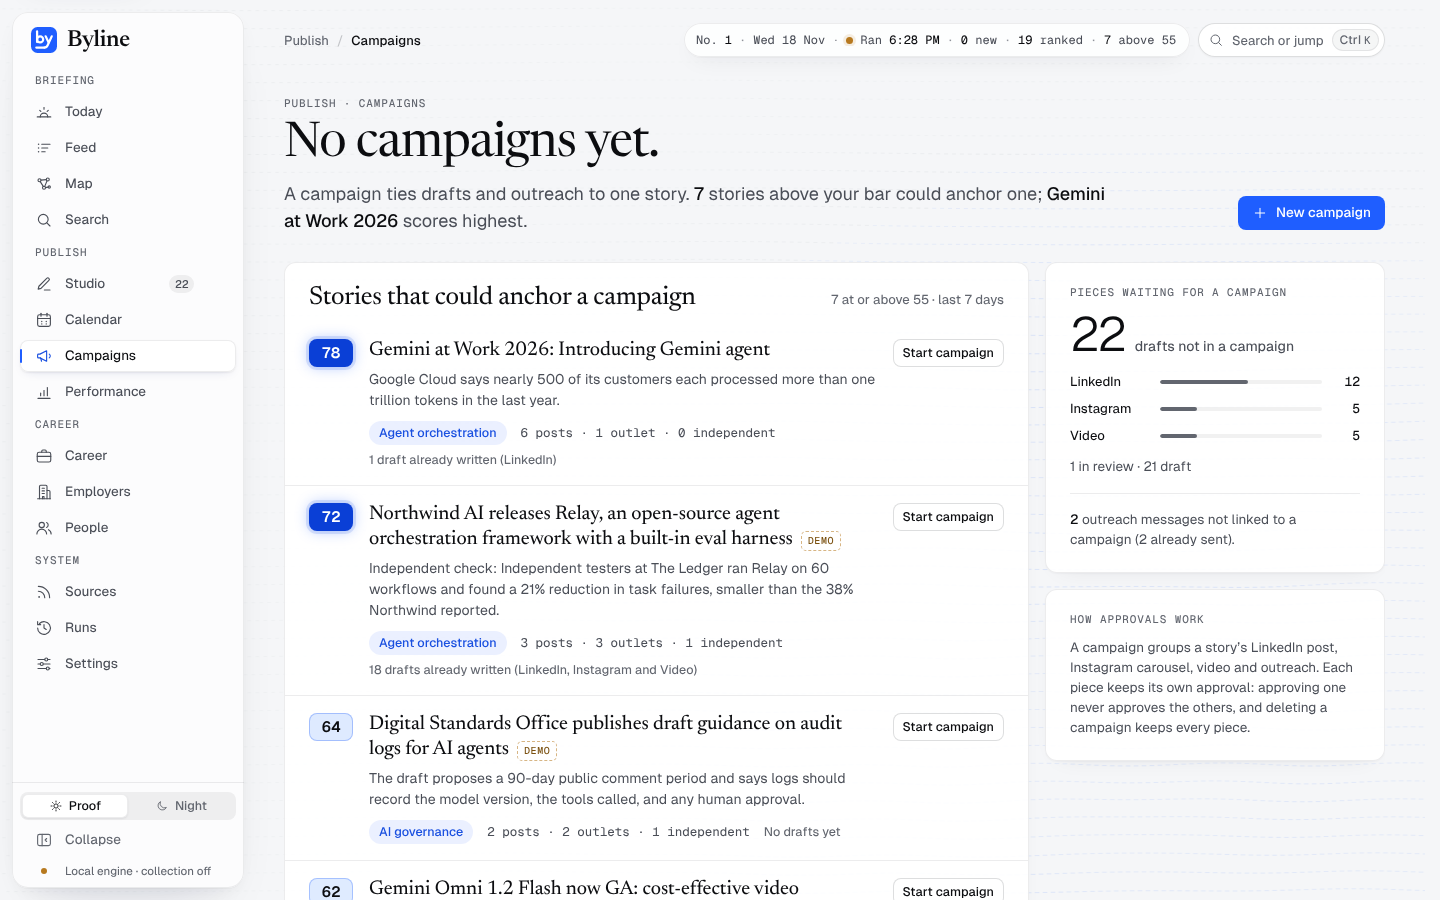 by Byline
BRIEFING
Today
Feed
Map
Search
PUBLISH
Studio 22
Calendar
Campaigns
Performance
CAREER
Career
Employers
People
SYSTEM
Sources
Runs
Settings
Proof Night
Collapse
Local engine · collection off
Publish / Campaigns
No. 1 · Wed 18 Nov · Ran 6:28 PM · 0 new · 19 ranked · 7 above 55
Search or jump Ctrl K
PUBLISH · CAMPAIGNS
No campaigns yet.
A campaign ties drafts and outreach to one story. 7 stories above your bar could anchor one; Gemini
at Work 2026 scores highest.
New campaign
Stories that could anchor a campaign
7 at or above 55 · last 7 days
78
Gemini at Work 2026: Introducing Gemini agent
Start campaign
Google Cloud says nearly 500 of its customers each processed more than one
trillion tokens in the last year.
Agent orchestration 6 posts · 1 outlet · 0 independent
1 draft already written (LinkedIn)
72
Northwind AI releases Relay, an open-source agent
orchestration framework with a built-in eval harness DEMO
Start campaign
Independent check: Independent testers at The Ledger ran Relay on 60
workflows and found a 21% reduction in task failures, smaller than the 38%
Northwind reported.
Agent orchestration 3 posts · 3 outlets · 1 independent
18 drafts already written (LinkedIn, Instagram and Video)
64
Digital Standards Office publishes draft guidance on audit
logs for AI agents DEMO
Start campaign
The draft proposes a 90-day public comment period and says logs should
record the model version, the tools called, and any human approval.
AI governance 2 posts · 2 outlets · 1 independent No drafts yet
62
Gemini Omni 1.2 Flash now GA: cost-effective video
Start campaign
PIECES WAITING FOR A CAMPAIGN
22 drafts not in a campaign
LinkedIn 12
Instagram 5
Video 5
1 in review · 21 draft
2 outreach messages not linked to a
campaign (2 already sent).
HOW APPROVALS WORK
A campaign groups a story's LinkedIn post,
Instagram carousel, video and outreach. Each
piece keeps its own approval: approving one
never approves the others, and deleting a
campaign keeps every piece.